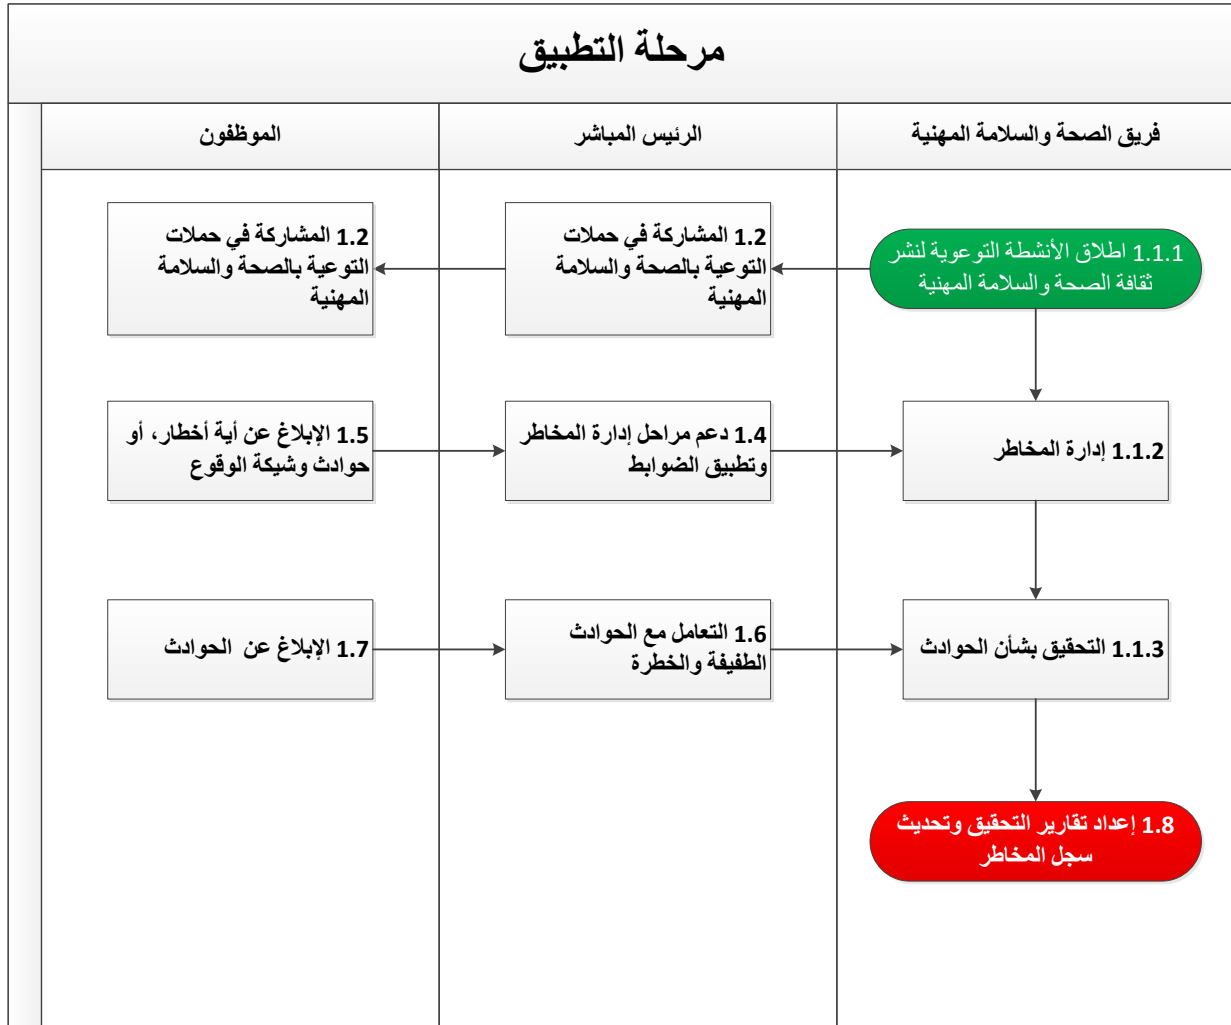 مرحلة التطبيق
فريق الصحة والسلامة المهنية
الرئيس المباشر
الموظفون
1.1.1 اطلاق الأنشطة التوعوية لنشر
ثقافة الصحة والسلامة المهنية
1.2 المشاركة في حملات
التوعية بالصحة والسلامة
المهنية
1.2 المشاركة في حملات
التوعية بالصحة والسلامة
المهنية
1.1.2 إدارة المخاطر
1.4 دعم مراحل إدارة المخاطر
وتطبيق الضوابط
1.5 الإبلاغ عن أية أخطار، أو
حوادث وشيكة الوقوع
1.1.3 التحقيق بشأن الحوادث
1.6 التعامل مع الحوادث
الطفيفة والخطرة
1.7 الإبلاغ عن الحوادث
1.8 إعداد تقارير التحقيق وتحديث
سجل المخاطر